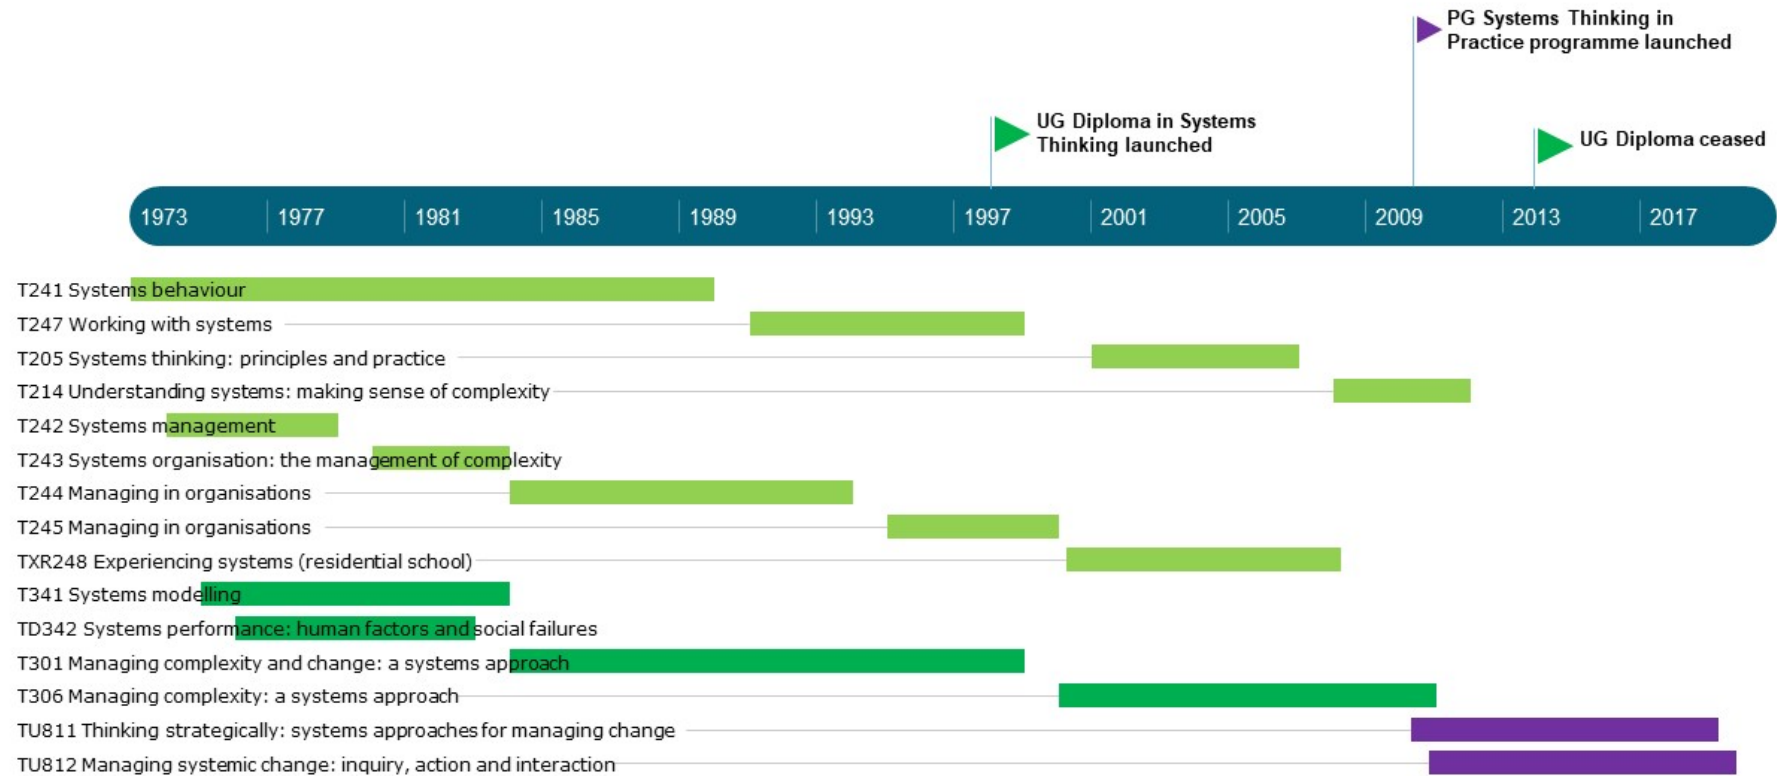 PG Systems Thinking in
Practice programme launched
UG Diploma in Systems
Thinking launched
UG Diploma ceased
1973 1977 1981 1985 1989 1993 1997 2001 2005 2009 2013 2017
T241 Systems behaviour
T247 Working with systems
T205 Systems thinking: principles and practice
T214 Understanding systems: making sense of complexity
T242 Systems management
T243 Systems organisation: the management of complexity
T244 Managing in organisations
T245 Managing in organisations
TXR248 Experiencing systems (residential school)
T341 Systems modelling
TD342 Systems performance: human factors and social failures
T301 Managing complexity and change: a systems approach
T306 Managing complexity: a systems approach
TU811 Thinking strategically: systems approaches for managing change
TU812 Managing systemic change: inquiry, action and interaction